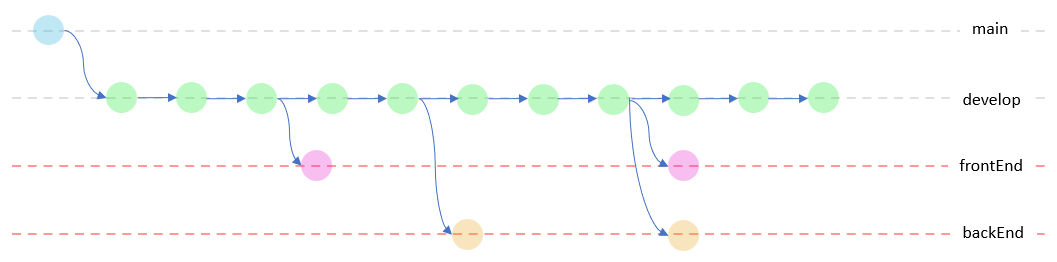 main
develop
frontEnd
backEnd